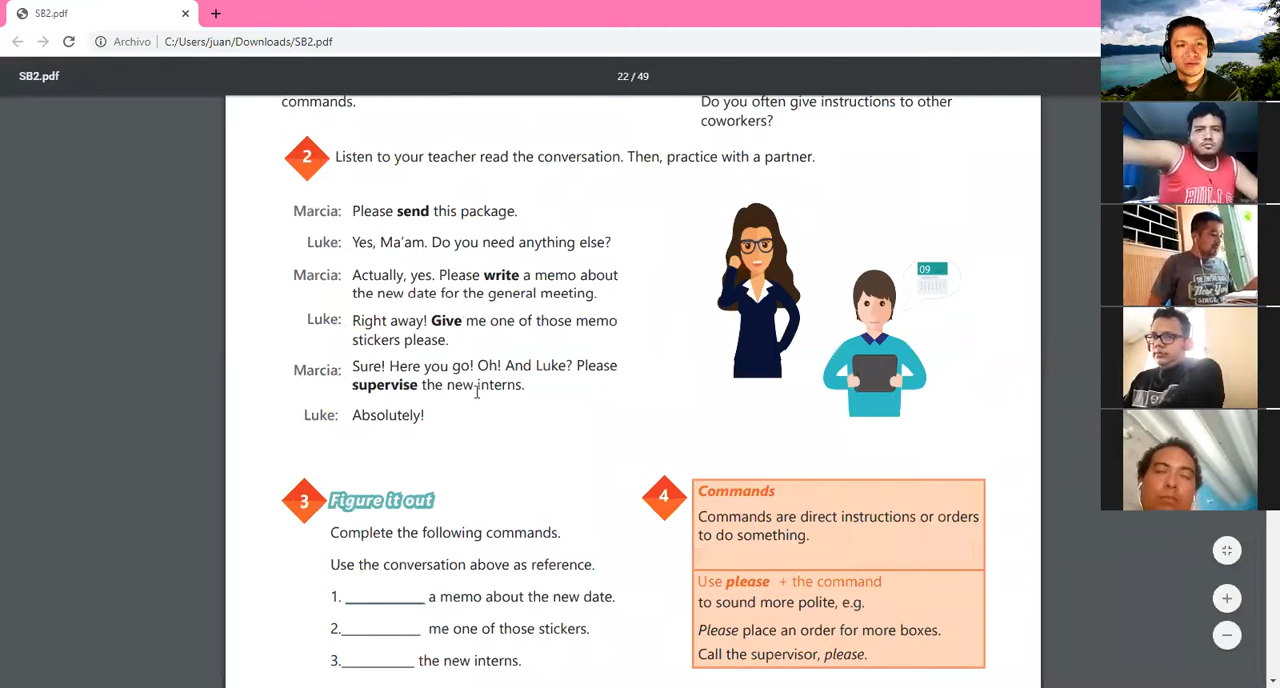 SB2.pdf
Archivo
C:/Users/juan/Downloads/SB2.pdf
SB2.pdf
22 / 49
commands.
Do you often give instructions to other
coworkers?
2
Listen to your teacher read the conversation. Then, practice with a partner.
Marcia: Please send this package.
Luke: Yes, Ma'am. Do you need anything else?
Marcia: Actually, yes. Please write a memo about
the new date for the general meeting.
Luke: Right away! Give me one of those memo
stickers please.
Marcia: Sure! Here you go! Oh! And Luke? Please
supervise the new interns.
Luke: Absolutely!
09
3 Figure it out
Complete the following commands.
Use the conversation above as reference.
1. ___________ a memo about the new date.
2.___________ me one of those stickers.
3.__________ the new interns.
4
Commands
Commands are direct instructions or orders
to do something.
Use please + the command
to sound more polite, e.g.
Please place an order for more boxes.
Call the supervisor, please.